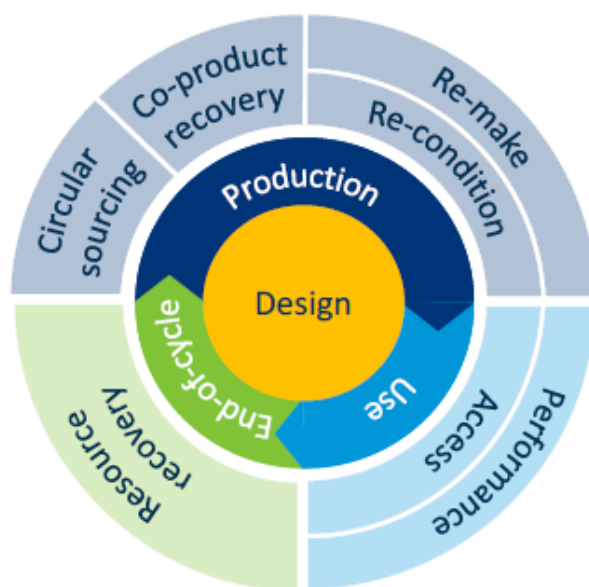 Circular
sourcing
Co-product
recovery
Re-make
Re-condition
Production
Design
Use
End-of-cycle
Access
Performance
Resource
recovery